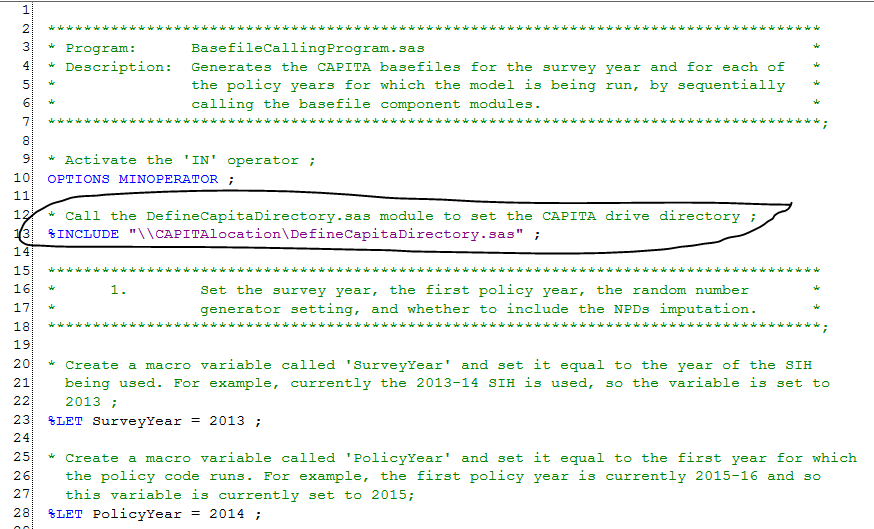 1
2 ****************************************************************************************
3 * Program: BasefileCallingProgram.sas *
4 * Description: Generates the CAPITA basefiles for the survey year and for each of *
5 * the policy years for which the model is being run, by sequentially *
6 * calling the basefile component modules. *
7 ****************************************************************************************;
8
9 * Activate the 'IN' operator ;
10 OPTIONS MINOPERATOR ;
11
12 * Call the DefineCapitaDirectory.sas module to set the CAPITA drive directory ;
13 %INCLUDE "\\CAPITAlocation\DefineCapitaDirectory.sas" ;
14
15 ****************************************************************************************
16 * 1. Set the survey year, the first policy year, the random number *
17 * generator setting, and whether to include the NPDs imputation. *
18 ****************************************************************************************;
19
20 * Create a macro variable called 'SurveyYear' and set it equal to the year of the SIH
21 being used. For example, currently the 2013-14 SIH is used, so the variable is set to
22 2013 ;
23 %LET SurveyYear = 2013 ;
24
25 * Create a macro variable called 'PolicyYear' and set it equal to the first year for which
26 the policy code runs. For example, the first policy year is currently 2015-16 and so
27 this variable is currently set to 2015;
28 %LET PolicyYear = 2014 ;